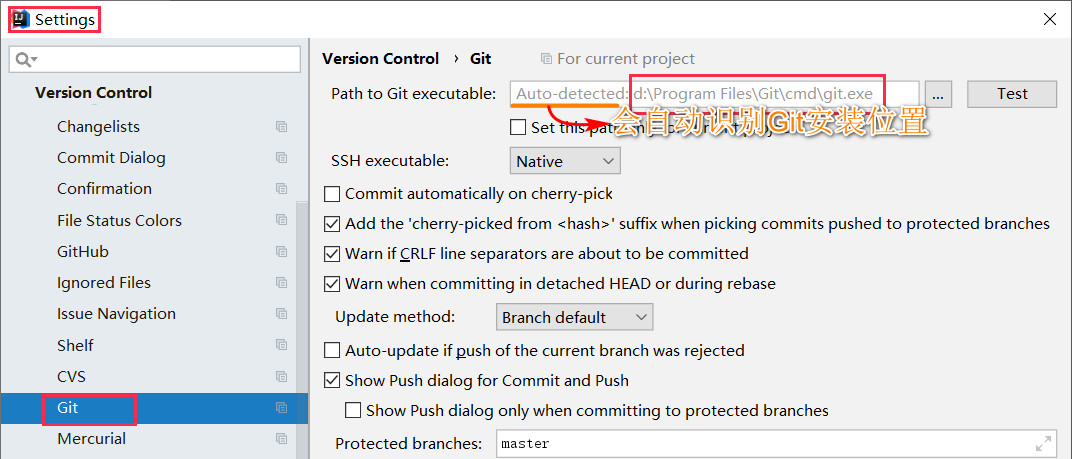 Settings
Version Control › Git For current project
Version Control
Path to Git executable: Auto-detected: d:\Program Files\Git\cmd\git.exe ... Test
会自动识别Git安装位置
Changelists
Set this path
Commit Dialog
SSH executable: Native
Confirmation
Commit automatically on cherry-pick
File Status Colors
Add the 'cherry-picked from <hash>' suffix when picking commits pushed to protected branches
GitHub
Warn if CRLF line separators are about to be committed
Ignored Files
Warn when committing in detached HEAD or during rebase
Issue Navigation
Update method: Branch default
Shelf
Auto-update if push of the current branch was rejected
CVS
Show Push dialog for Commit and Push
Git
Show Push dialog only when committing to protected branches
Mercurial
Protected branches: master